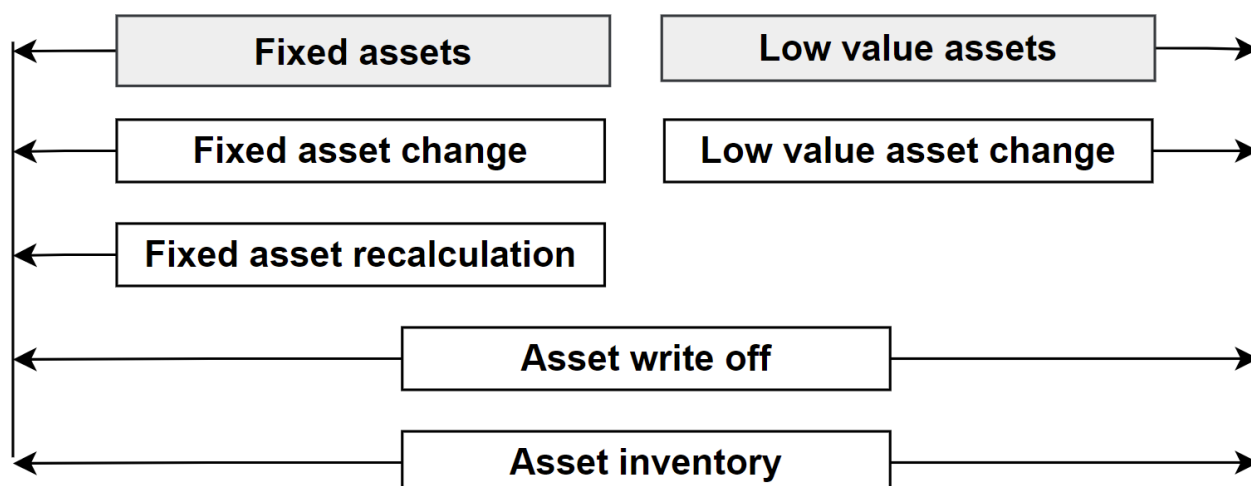 Fixed assets
Low value assets
Fixed asset change
Low value asset change
Fixed asset recalculation
Asset write off
Asset inventory